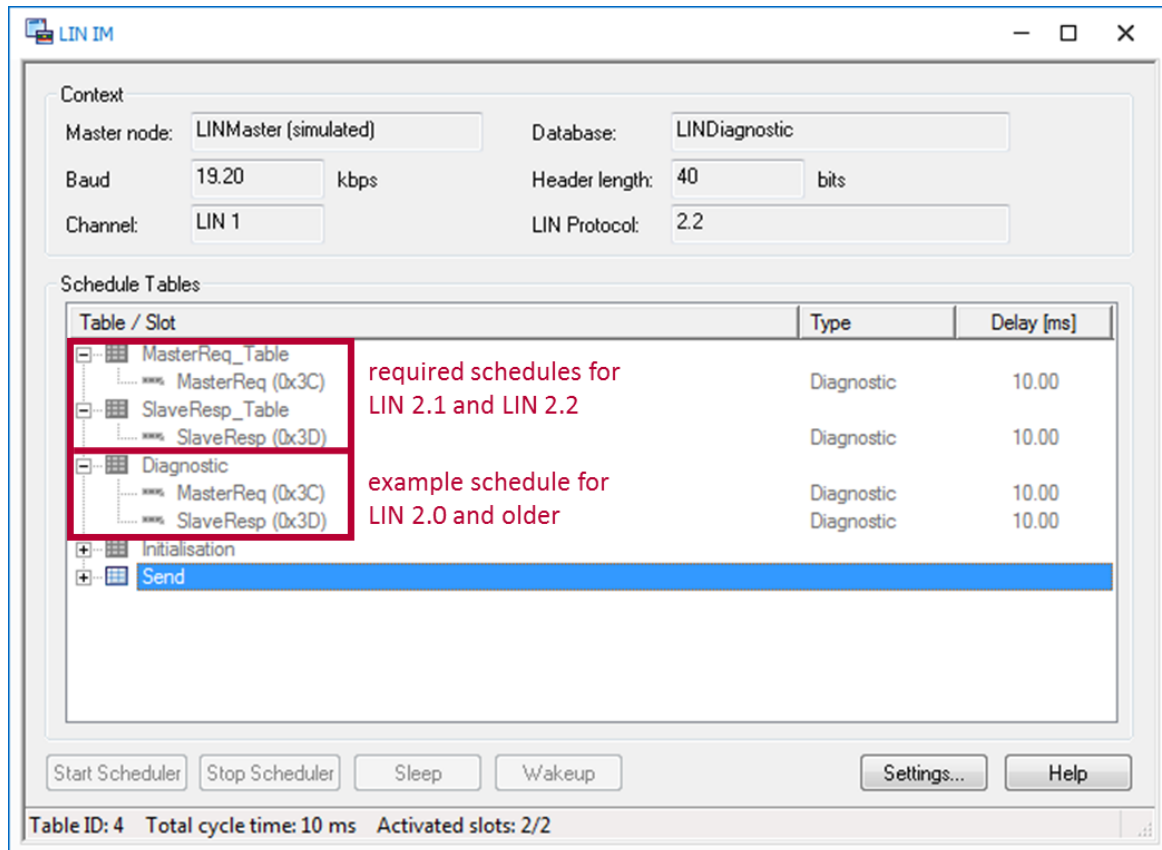 LIN IM
Context
Master node: LINMaster (simulated) Database: LINDiagnostic
Baud 19.20 kbps Header length: 40 bits
Channel: LIN 1 LIN Protocol: 2.2
Schedule Tables
Table / Slot Type Delay [ms]
MasterReq_Table
MasterReq (0x3C) Diagnostic 10.00
SlaveResp_Table
SlaveResp (0x3D) Diagnostic 10.00
required schedules for
LIN 2.1 and LIN 2.2
Diagnostic
MasterReq (0x3C) Diagnostic 10.00
SlaveResp (0x3D) Diagnostic 10.00
example schedule for
LIN 2.0 and older
Initialisation
Send
Start Scheduler Stop Scheduler Sleep Wakeup Settings... Help
Table ID: 4 Total cycle time: 10 ms Activated slots: 2/2